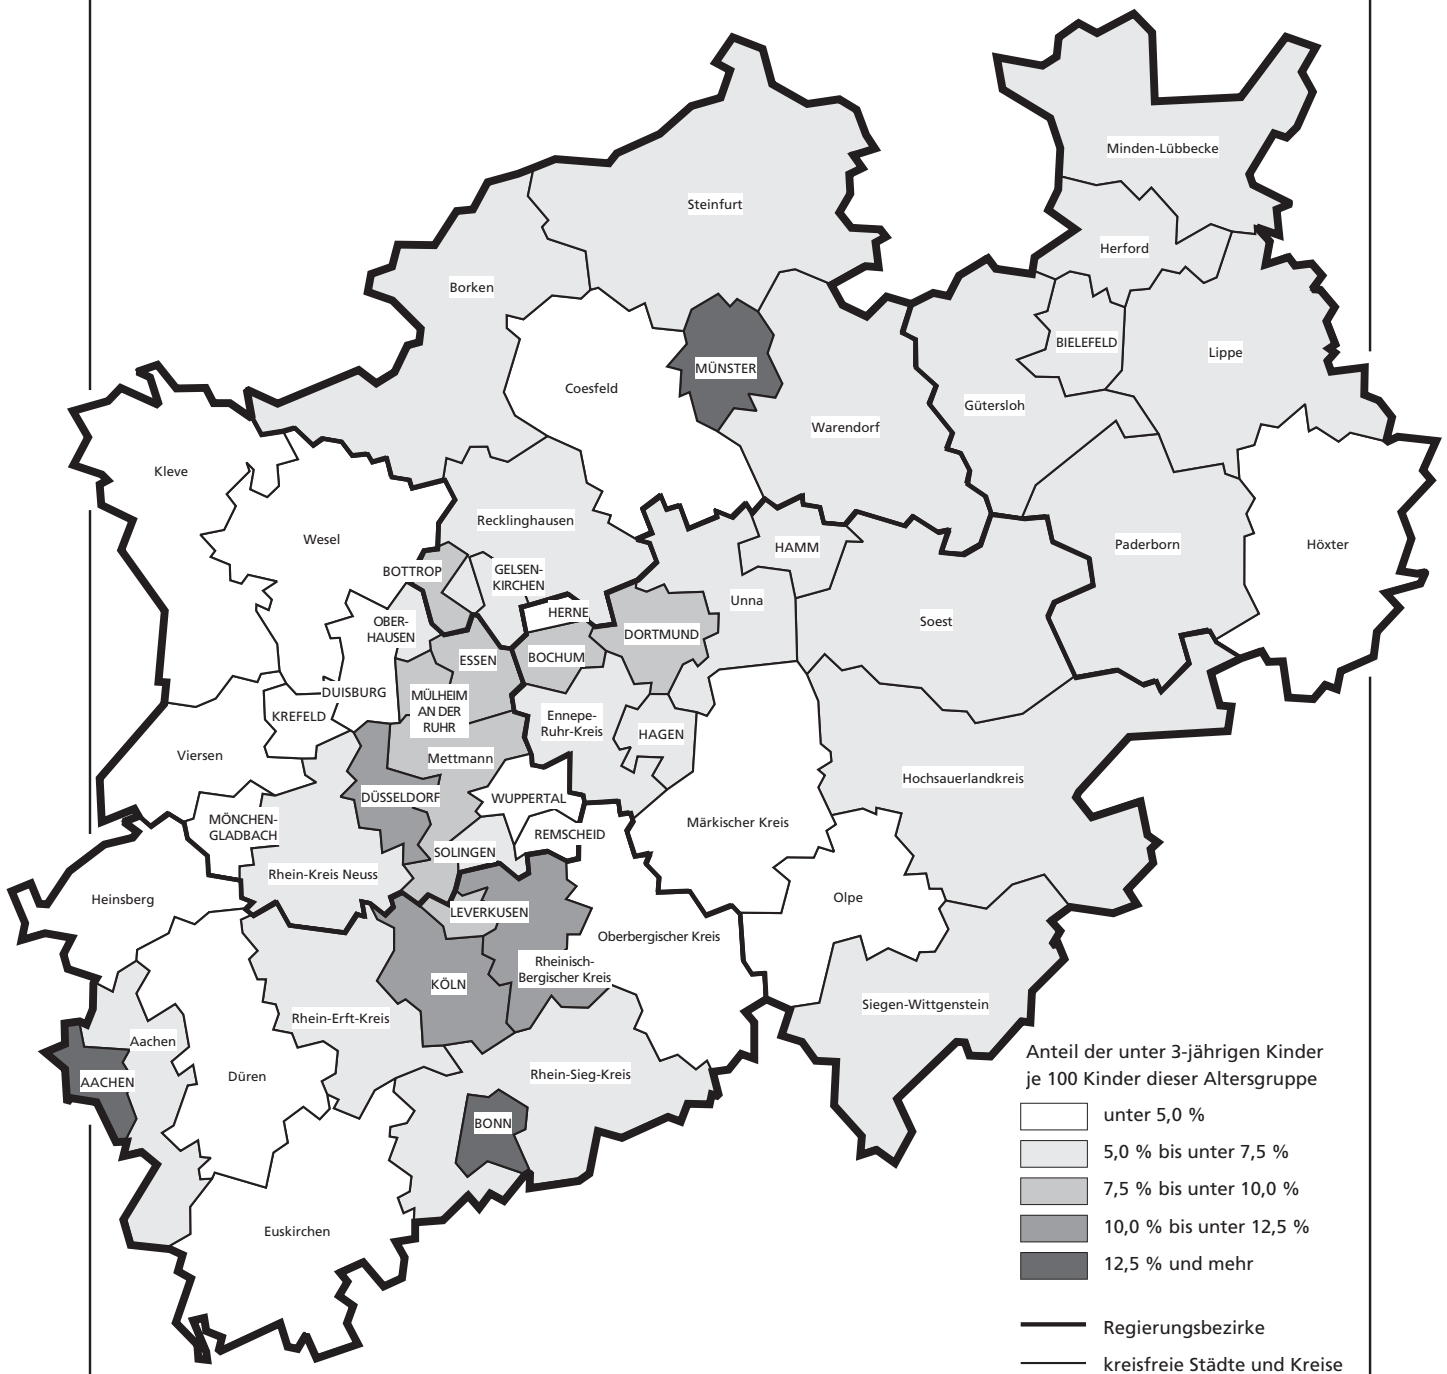 Minden-Lübbecke
Steinfurt
Herford
Borken
BIELEFELD
Lippe
MÜNSTER
Coesfeld
Gütersloh
Warendorf
Kleve
Recklinghausen
Wesel
HAMM
Paderborn
Höxter
BOTTROP
GELSEN-
KIRCHEN
Unna
HERNE
Soest
OBER-
HAUSEN
DORTMUND
ESSEN
BOCHUM
DUISBURG
MÜLHEIM
AN DER
RUHR
KREFELD
Ennepe-
Ruhr-Kreis
HAGEN
Viersen
Mettmann
Hochsauerlandkreis
DÜSSELDORF
WUPPERTAL
MÖNCHEN-
GLADBACH
Märkischer Kreis
REMSCHEID
SOLINGEN
Rhein-Kreis Neuss
Heinsberg
Olpe
LEVERKUSEN
Oberbergischer Kreis
Rheinisch-
Bergischer Kreis
KÖLN
Siegen-Wittgenstein
Rhein-Erft-Kreis
Aachen
Düren
AACHEN
Rhein-Sieg-Kreis
BONN
Euskirchen
Anteil der unter 3-jährigen Kinder
je 100 Kinder dieser Altersgruppe
unter 5,0 %
5,0 % bis unter 7,5 %
7,5 % bis unter 10,0 %
10,0 % bis unter 12,5 %
12,5 % und mehr
Regierungsbezirke
kreisfreie Städte und Kreise